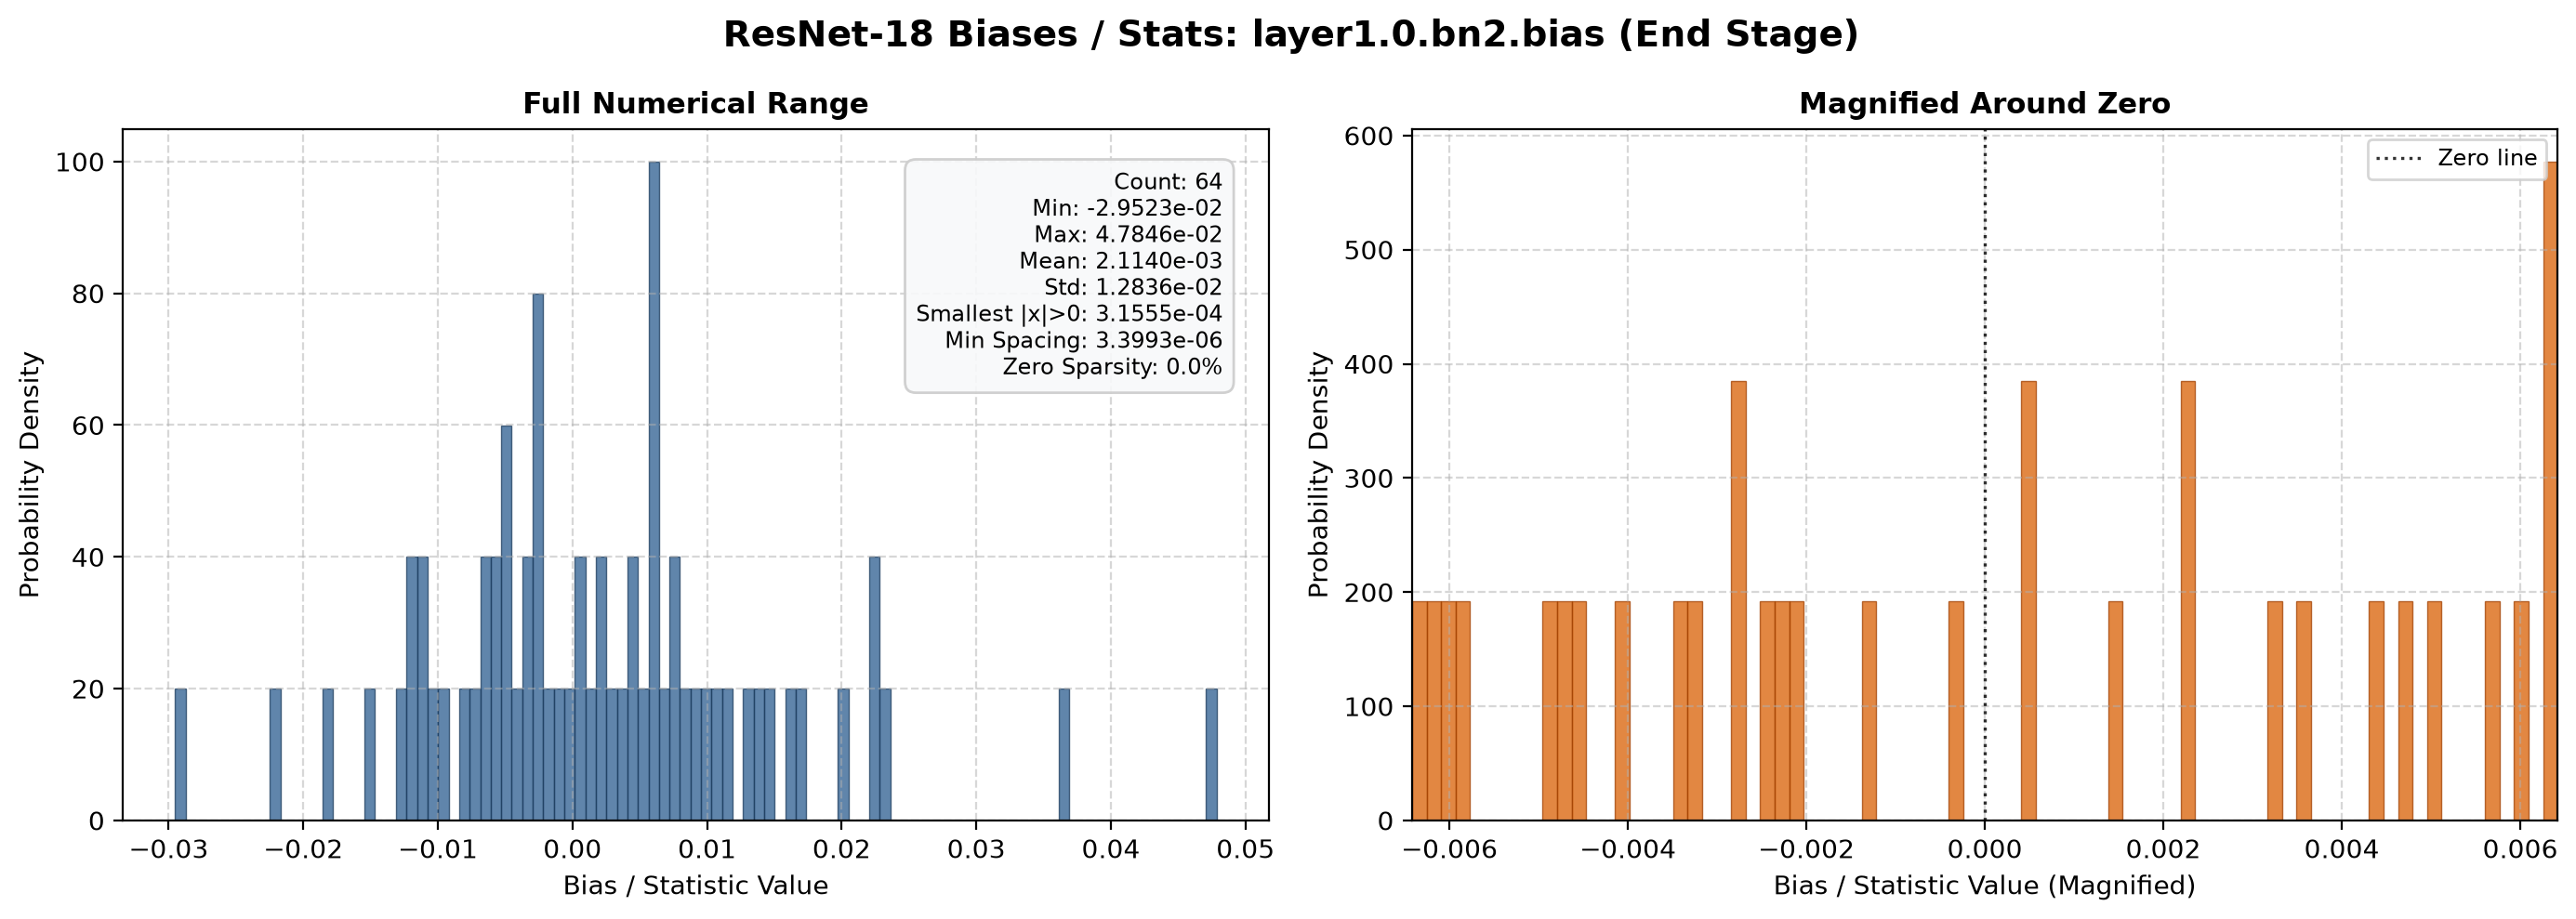 ResNet-18 Biases / Stats: layer1.0.bn2.bias (End Stage)
Full Numerical Range
Probability Density
100
80
60
40
20
0
Count: 64
Min: -2.9523e-02
Max: 4.7846e-02
Mean: 2.1140e-03
Std: 1.2836e-02
Smallest |x|>0: 3.1555e-04
Min Spacing: 3.3993e-06
Zero Sparsity: 0.0%
−0.03 −0.02 −0.01 0.00 0.01 0.02 0.03 0.04 0.05
Bias / Statistic Value
Magnified Around Zero
Probability Density
600
500
400
300
200
100
0
Zero line
−0.006 −0.004 −0.002 0.000 0.002 0.004 0.006
Bias / Statistic Value (Magnified)